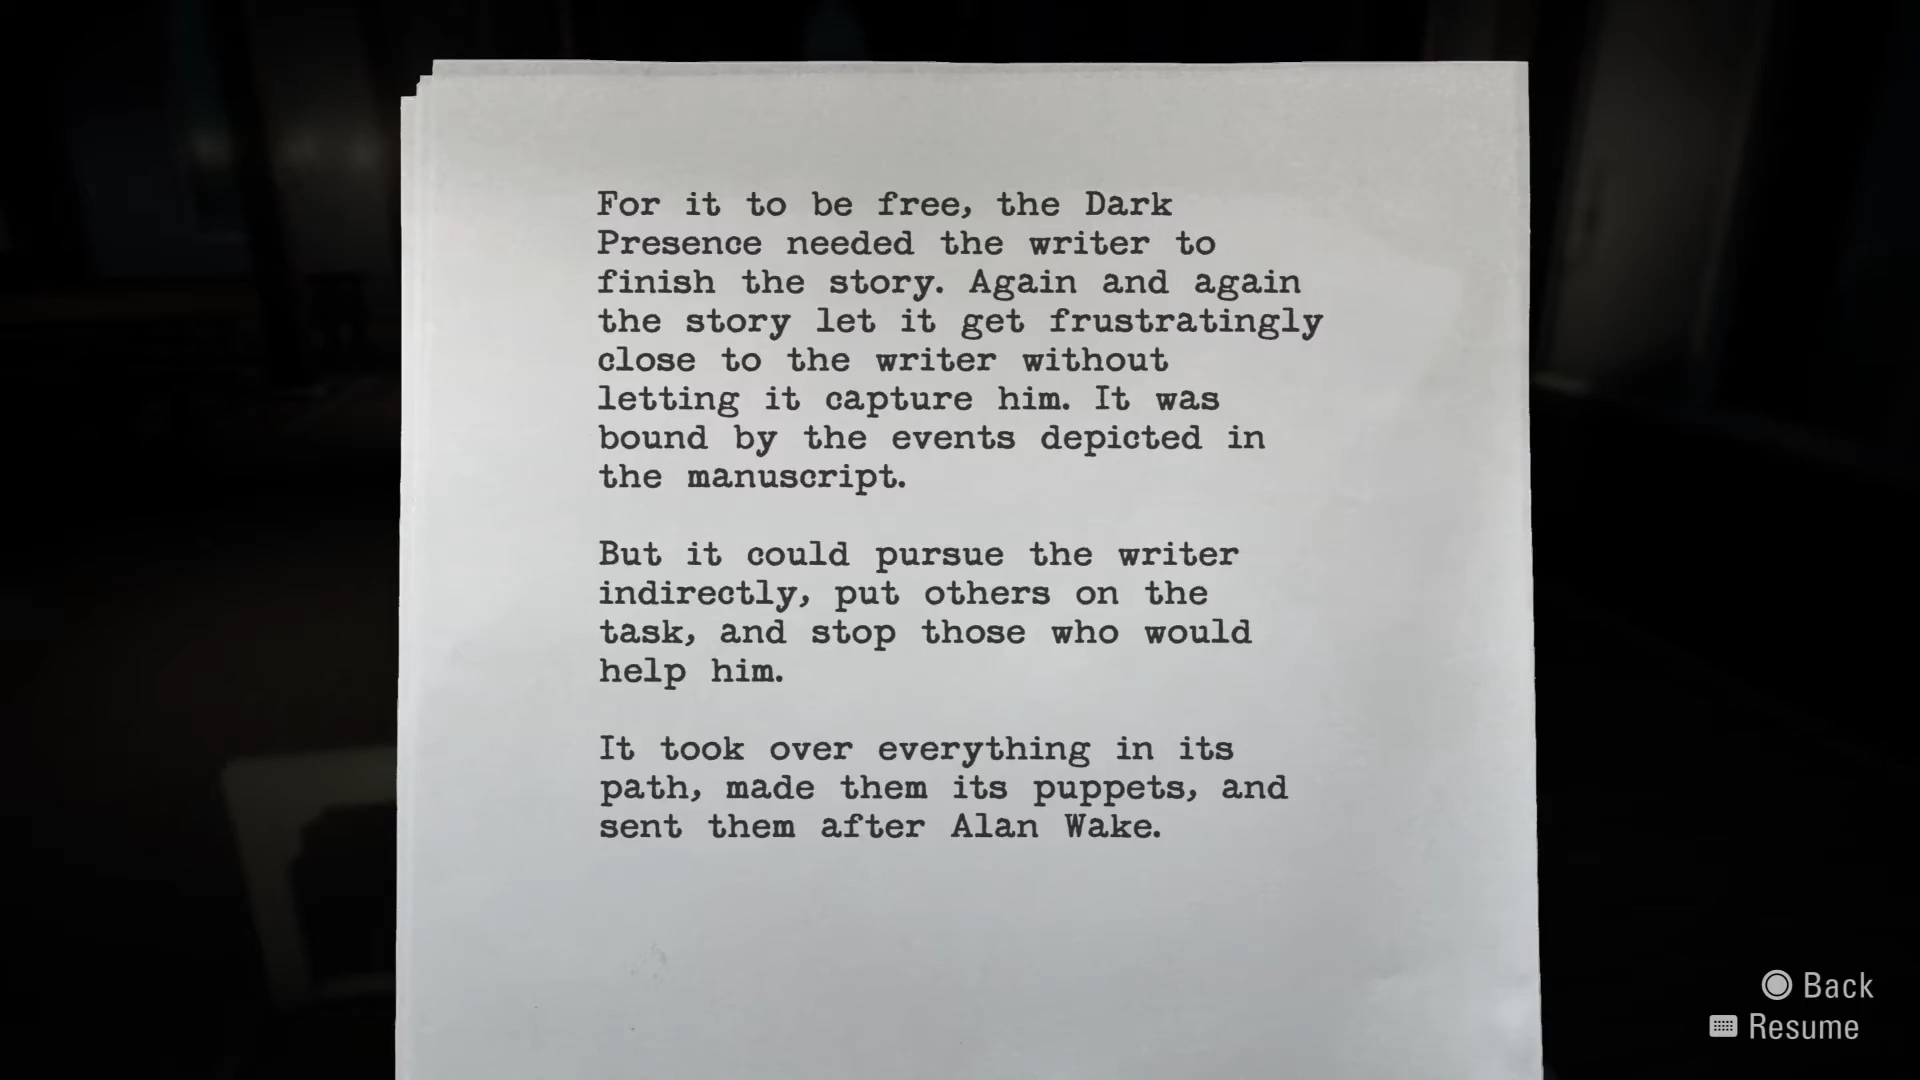 For it to be free, the Dark
Presence needed the writer to
finish the story. Again and again
the story let it get frustratingly
close to the writer without
letting it capture him. It was
bound by the events depicted in
the manuscript.
But it could pursue the writer
indirectly, put others on the
task, and stop those who would
help him.
It took over everything in its
path, made them its puppets, and
sent them after Alan Wake.
Back
Resume